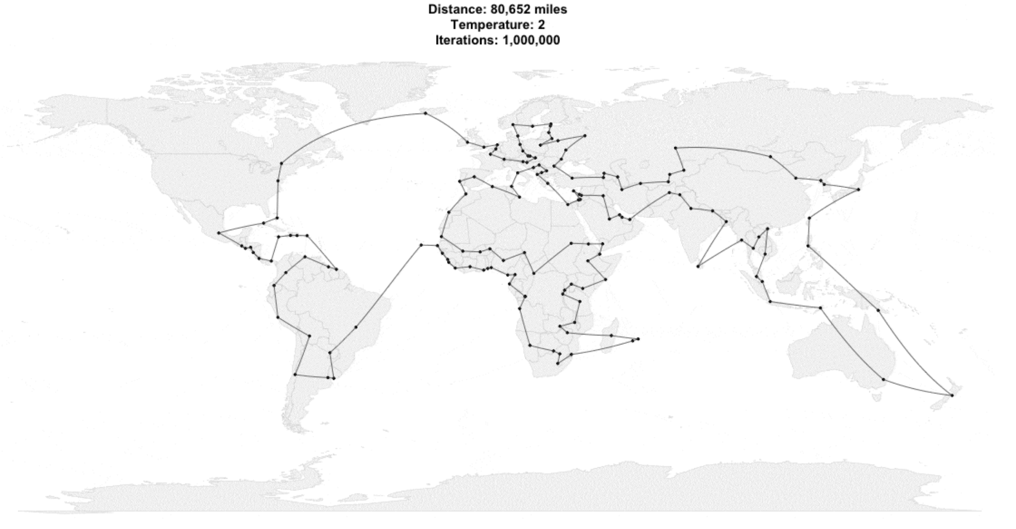 Distance: 80,652 miles
Temperature: 2
Iterations: 1,000,000